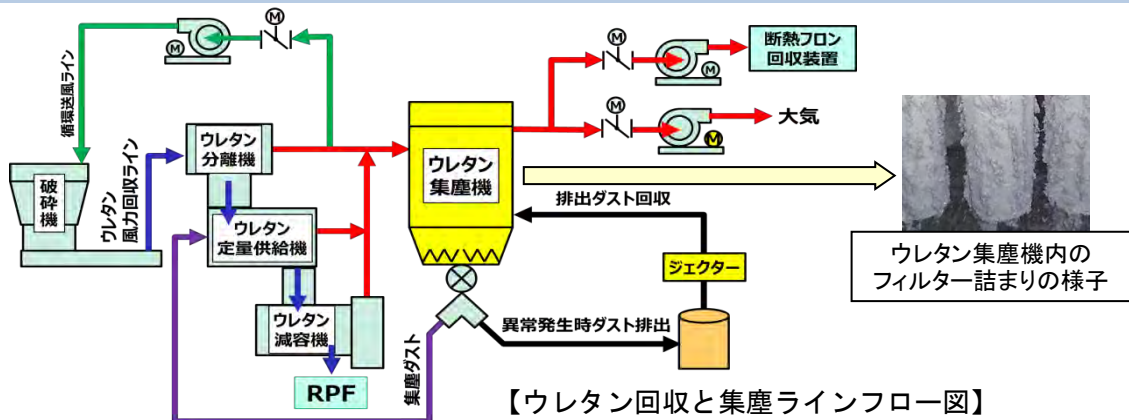 M
M
M
M
M
M
断熱フロン
回収装置
大気
循環送風ライン
ウレタン
分離機
破砕機
ウレタン
風力回収ライン
ウレタン
定量供給機
ウレタン
減容機
RPF
ウレタン
集塵機
排出ダスト回収
ジェクター
異常発生時ダスト排出
集塵ダスト
ウレタン集塵機内の
フィルター詰まりの様子
【ウレタン回収と集塵ラインフロー図】